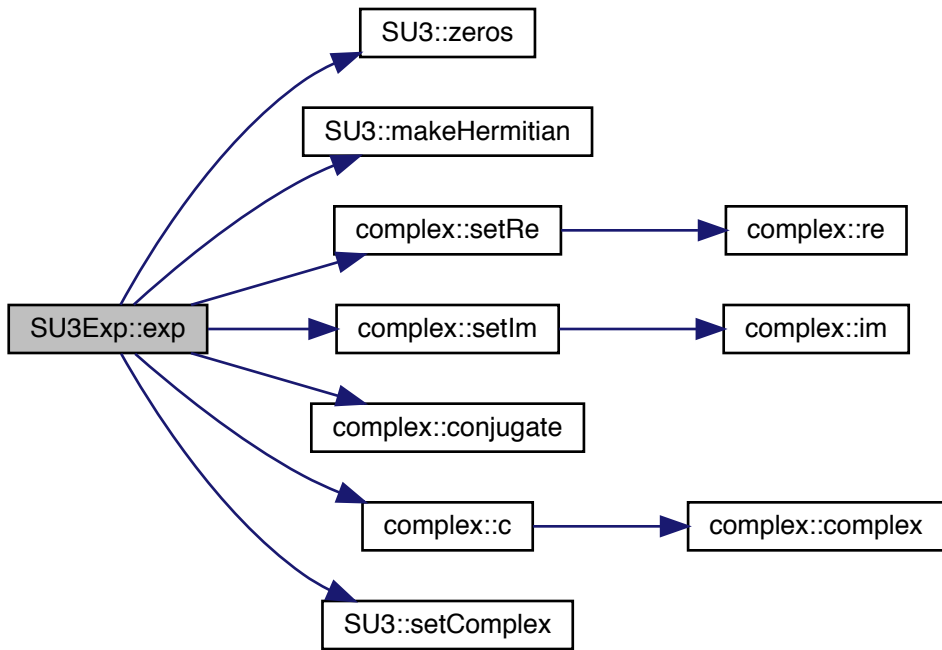 SU3::zeros
SU3::makeHermitian
complex::setRe
complex::re
SU3Exp::exp
complex::setIm
complex::im
complex::conjugate
complex::c
complex::complex
SU3::setComplex